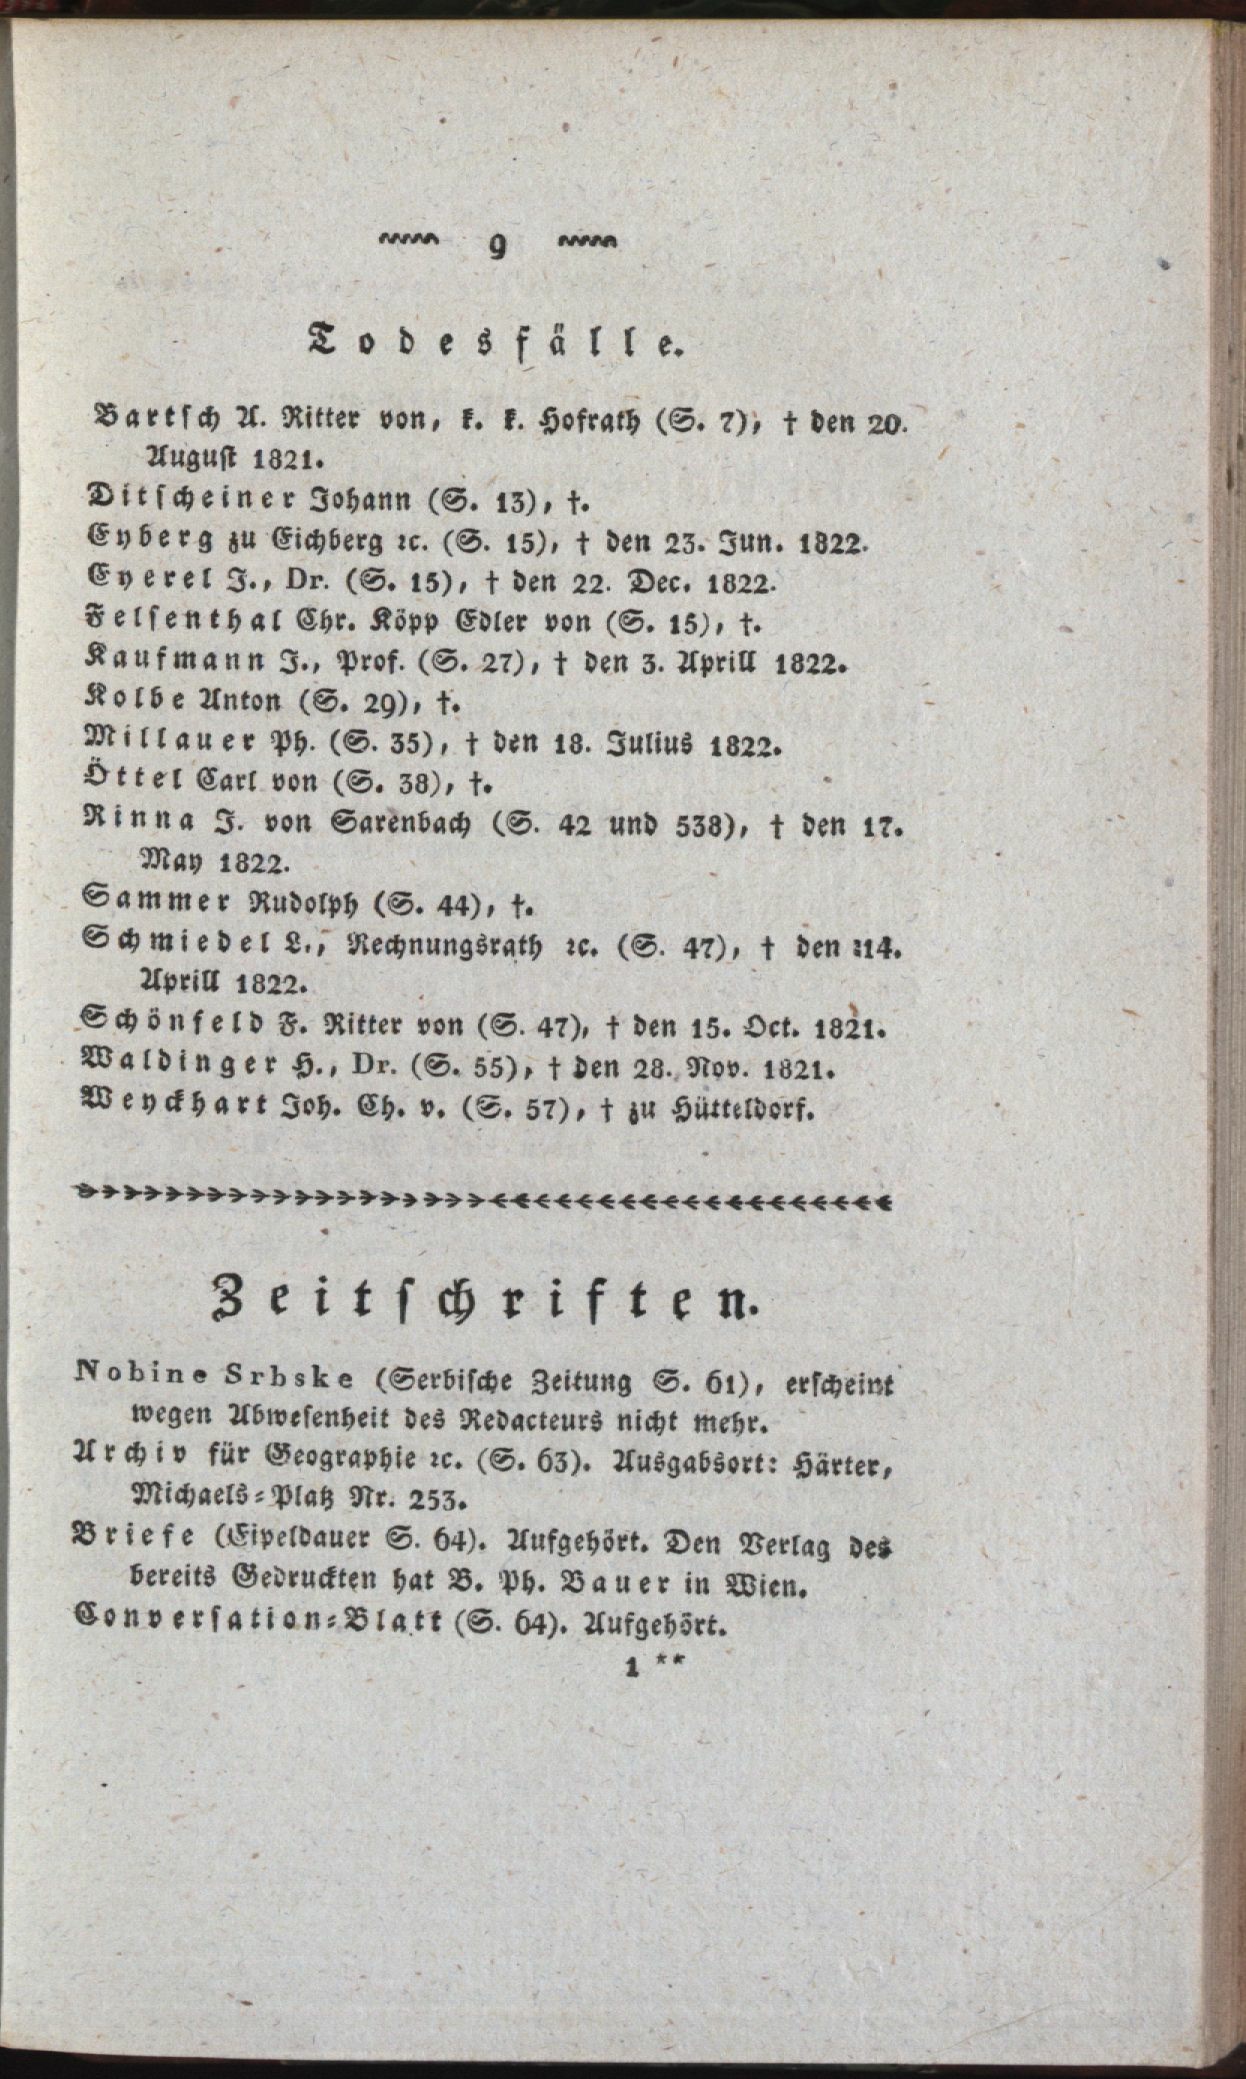 9
Todesfälle.
Bartsch A. Ritter von, k. k. Hofrath (S. 7), † den 20.
August 1821.
Ditscheiner Johann (S. 13), †.
Eyberg zu Eichberg ꝛc. (S. 15), † den 23. Jun. 1822.
Eyerel J., Dr. (S. 15), † den 22. Dec. 1822.
Felsenthal Chr. Köpp Edler von (S. 15), †.
Kaufmann J., Prof. (S. 27), † den 3. Aprill 1822.
Kolbe Anton (S. 29), †.
Millauer Ph. (S. 35), † den 18. Julius 1822.
Öttel Carl von (S. 38), †.
Rinna J. von Sarenbach (S. 42 und 538), † den 17.
May 1822.
Sammer Rudolph (S. 44), †.
Schmiedel L., Rechnungsrath ꝛc. (S. 47), † den 14.
Aprill 1822.
Schönfeld F. Ritter von (S. 47), † den 15. Oct. 1821.
Waldinger H., Dr. (S. 55), † den 28. Nov. 1821.
Weyckhart Joh. Ch. v. (S. 57), † zu Hütteldorf.
Zeitschriften.
Nobine Srbske (Serbische Zeitung S. 61), erscheint
wegen Abwesenheit des Redacteurs nicht mehr.
Archiv für Geographie ꝛc. (S. 63). Ausgabsort: Härter,
Michaels-Platz Nr. 253.
Briefe (Eipeldauer S. 64). Aufgehört. Den Verlag des
bereits Gedruckten hat B. Ph. Bauer in Wien.
Conversation-Blatt (S. 64). Aufgehört.
1 **